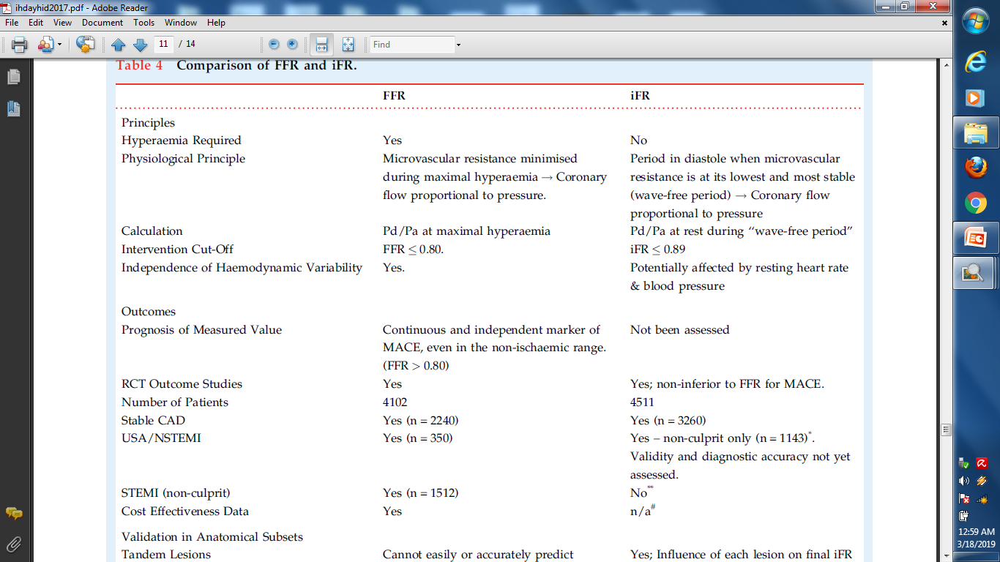 ihdayhid2017.pdf - Adobe Reader
File Edit View Document Tools Window Help
11 / 14 Find
Table 4 Comparison of FFR and iFR.
FFR iFR
Principles
Hyperaemia Required Yes No
Physiological Principle Microvascular resistance minimised Period in diastole when microvascular
during maximal hyperaemia → Coronary resistance is at its lowest and most stable
flow proportional to pressure. (wave-free period) → Coronary flow
proportional to pressure
Calculation Pd/Pa at maximal hyperaemia Pd/Pa at rest during “wave-free period”
Intervention Cut-Off FFR ≤ 0.80. iFR ≤ 0.89
Independence of Haemodynamic Variability Yes. Potentially affected by resting heart rate
& blood pressure
Outcomes
Prognosis of Measured Value Continuous and independent marker of Not been assessed
MACE, even in the non-ischaemic range.
(FFR > 0.80)
RCT Outcome Studies Yes Yes; non-inferior to FFR for MACE.
Number of Patients 4102 4511
Stable CAD Yes (n = 2240) Yes (n = 3260)
USA/NSTEMI Yes (n = 350) Yes – non-culprit only (n = 1143)*.
Validity and diagnostic accuracy not yet
assessed.
STEMI (non-culprit) Yes (n = 1512) No**
Cost Effectiveness Data Yes n/a#
Validation in Anatomical Subsets
Tandem Lesions Cannot easily or accurately predict Yes; Influence of each lesion on final iFR
12:59 AM
3/18/2019